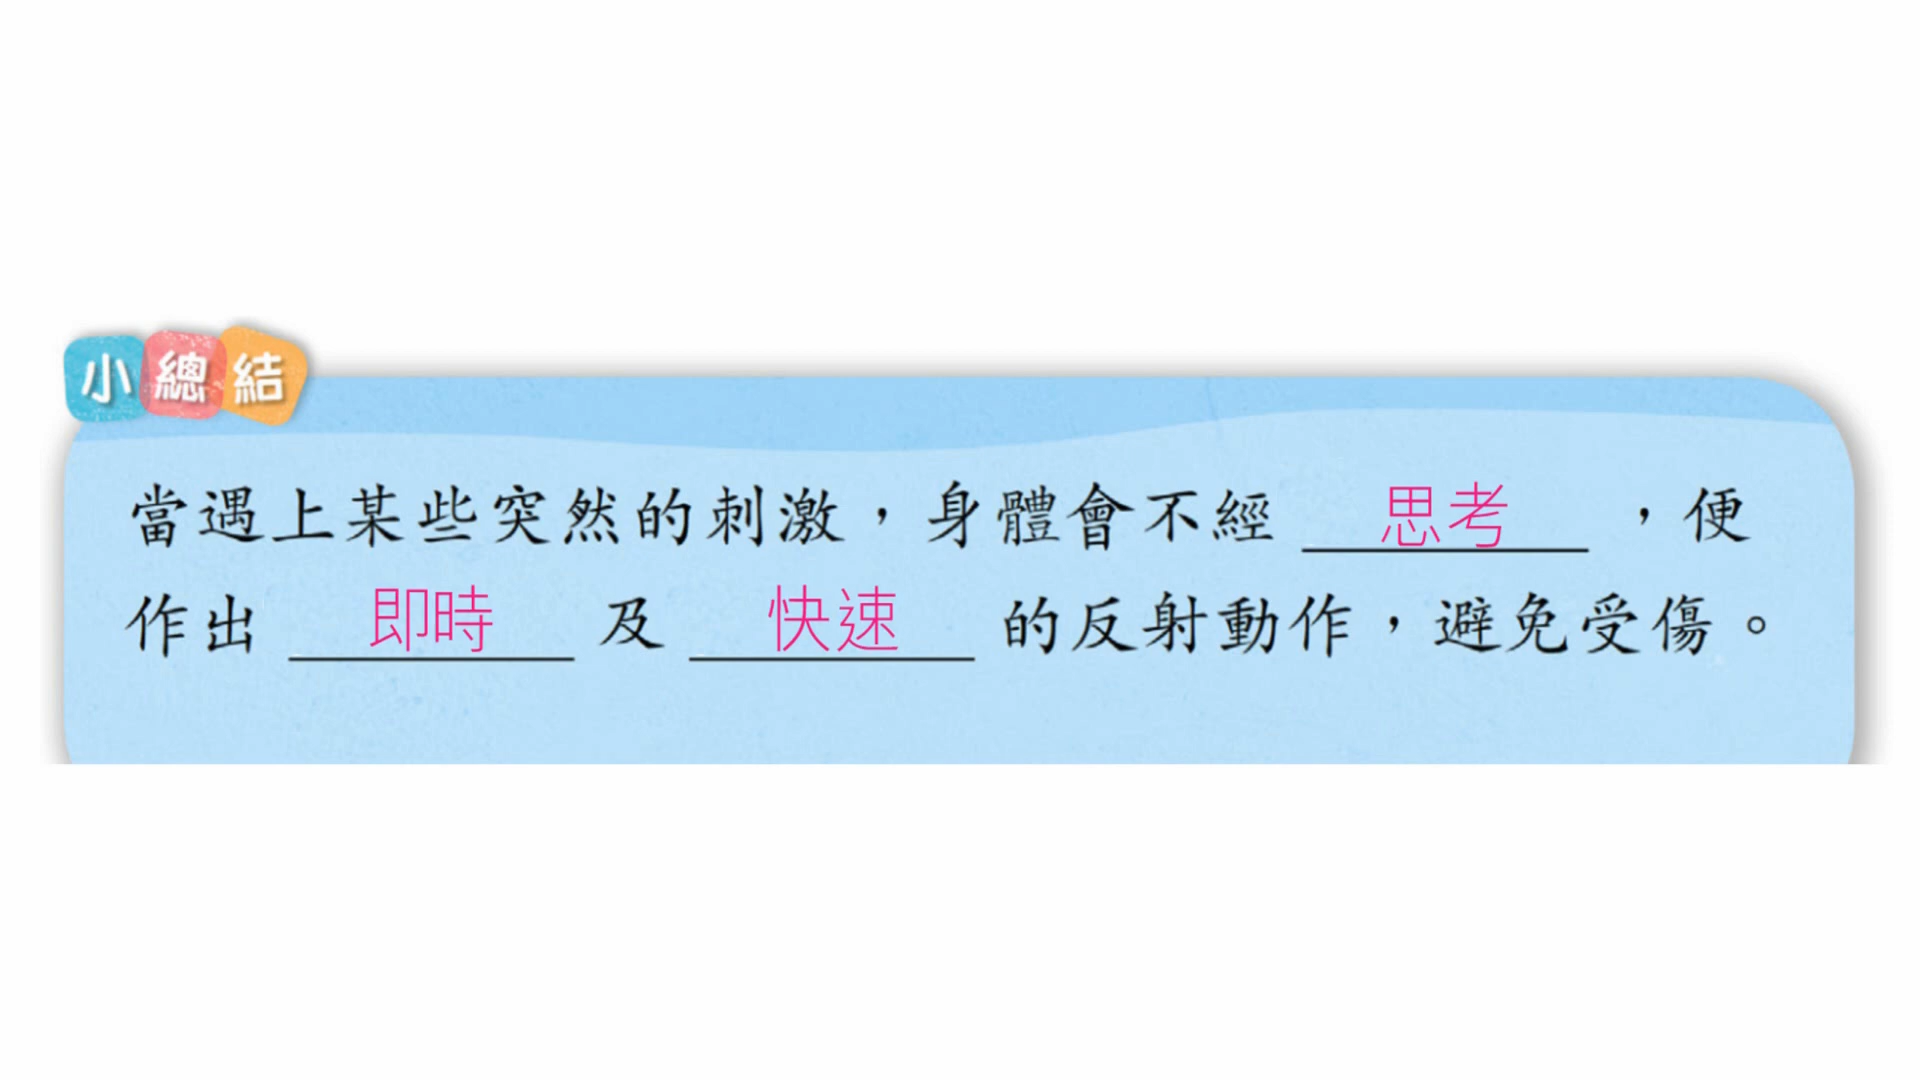 小總結
當遇上某些突然的刺激，身體會不經 思考 ，便
作出 即時 及 快速 的反射動作，避免受傷。